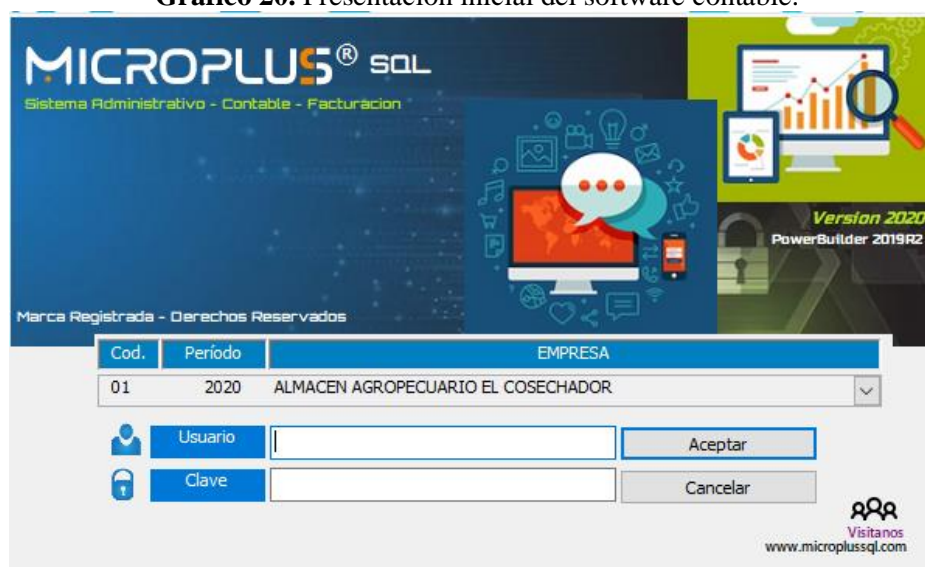 Gráfico 20. Presentación inicial del software contable.
MICROPLUS® SQL
Sistema Administrativo - Contable - Facturacion
Version 2020
PowerBuilder 2019R2
Marca Registrada - Derechos Reservados
Cod. Período EMPRESA
01 2020 ALMACEN AGROPECUARIO EL COSECHADOR
Usuario
Aceptar
Clave
Cancelar
Visitanos
www.microplussql.com